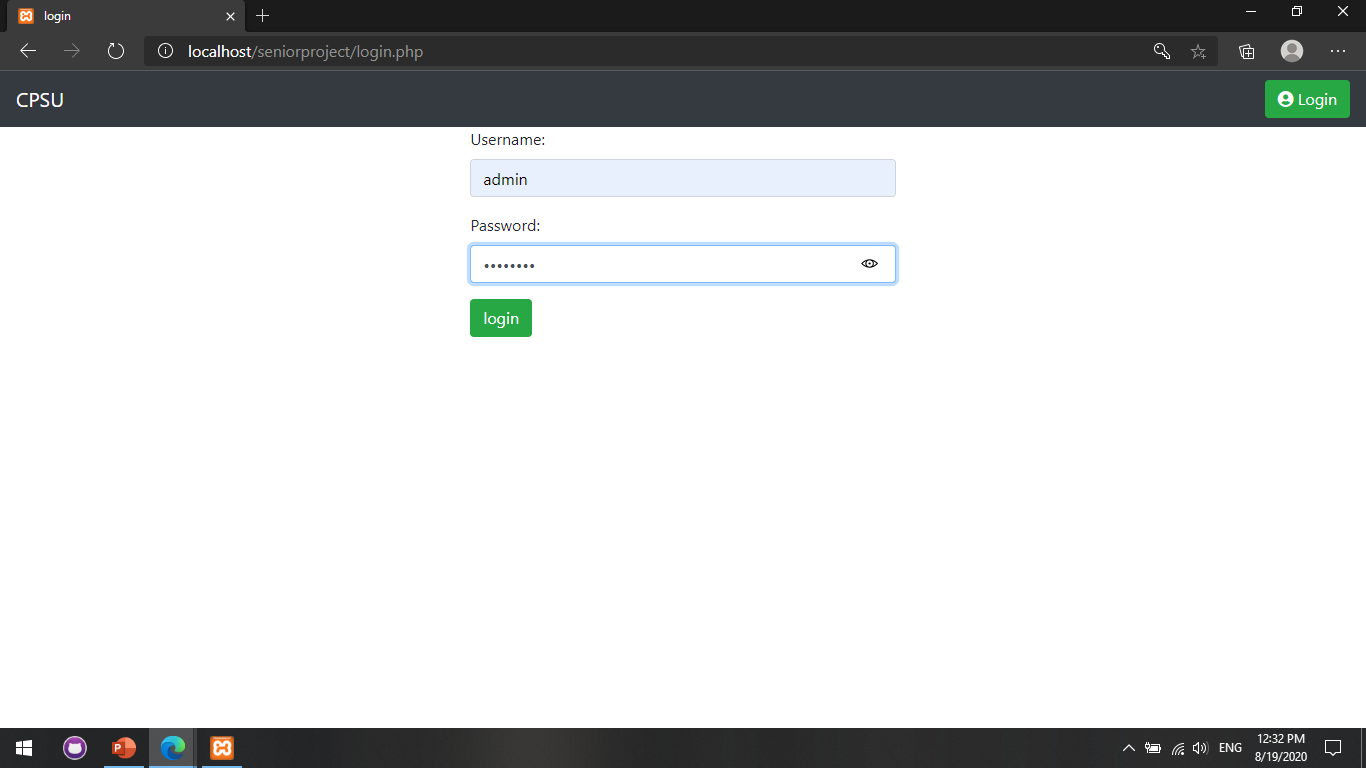 login
localhost/seniorproject/login.php
CPSU
Login
Username:
admin
Password:
••••••••
login
ENG
12:32 PM
8/19/2020